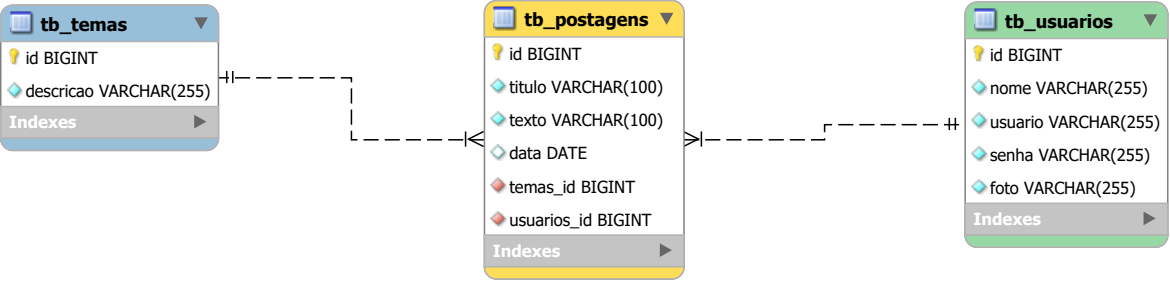 tb_temas
id BIGINT
descricao VARCHAR(255)
Indexes
tb_postagens
id BIGINT
titulo VARCHAR(100)
texto VARCHAR(100)
data DATE
temas_id BIGINT
usuarios_id BIGINT
Indexes
tb_usuarios
id BIGINT
nome VARCHAR(255)
usuario VARCHAR(255)
senha VARCHAR(255)
foto VARCHAR(255)
Indexes